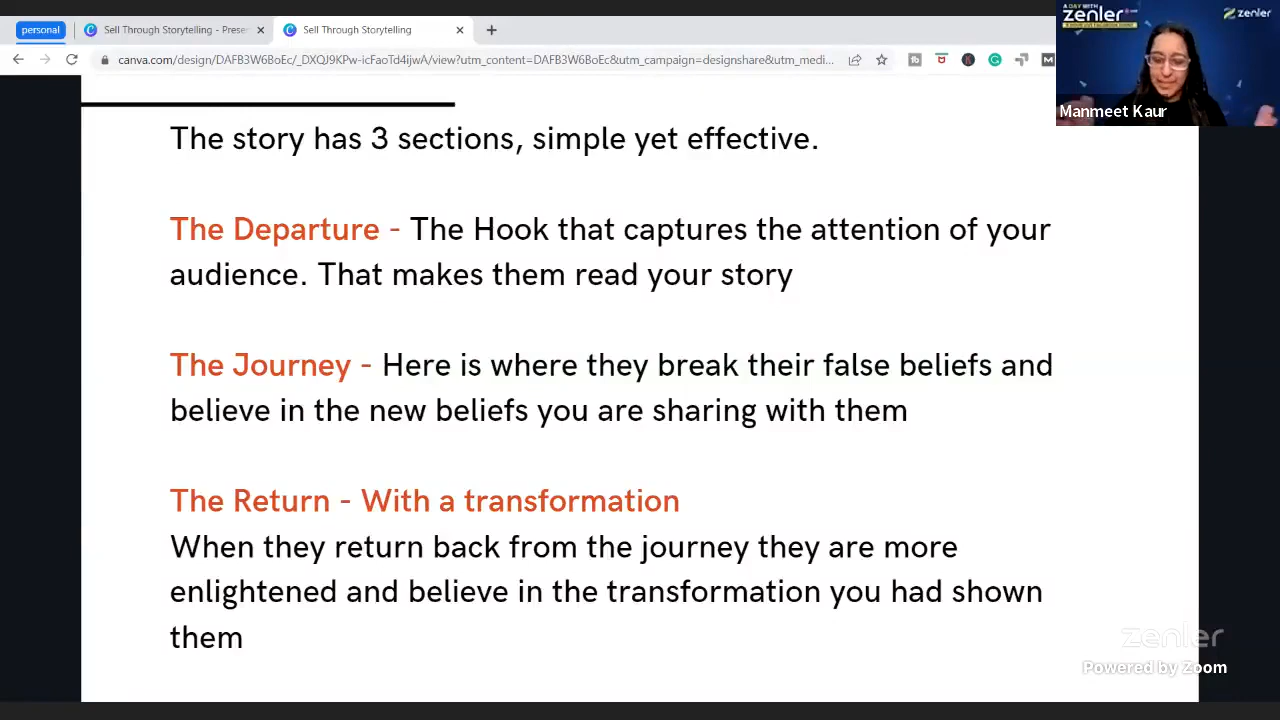 personal
Sell Through Storytelling - Prese
Sell Through Storytelling
canva.com/design/DAFB3W6BoEc/_DXQJ9KPw-icFaoTd4ijwA/view?utm_content=DAFB3W6BoEc&utm_campaign=designshare&utm_medi...
A DAY WITH
zenler
zenler
Manmeet Kaur
The story has 3 sections, simple yet effective.
The Departure - The Hook that captures the attention of your
audience. That makes them read your story
The Journey - Here is where they break their false beliefs and
believe in the new beliefs you are sharing with them
The Return - With a transformation
When they return back from the journey they are more
enlightened and believe in the transformation you had shown
them
zenler
Powered by Zoom